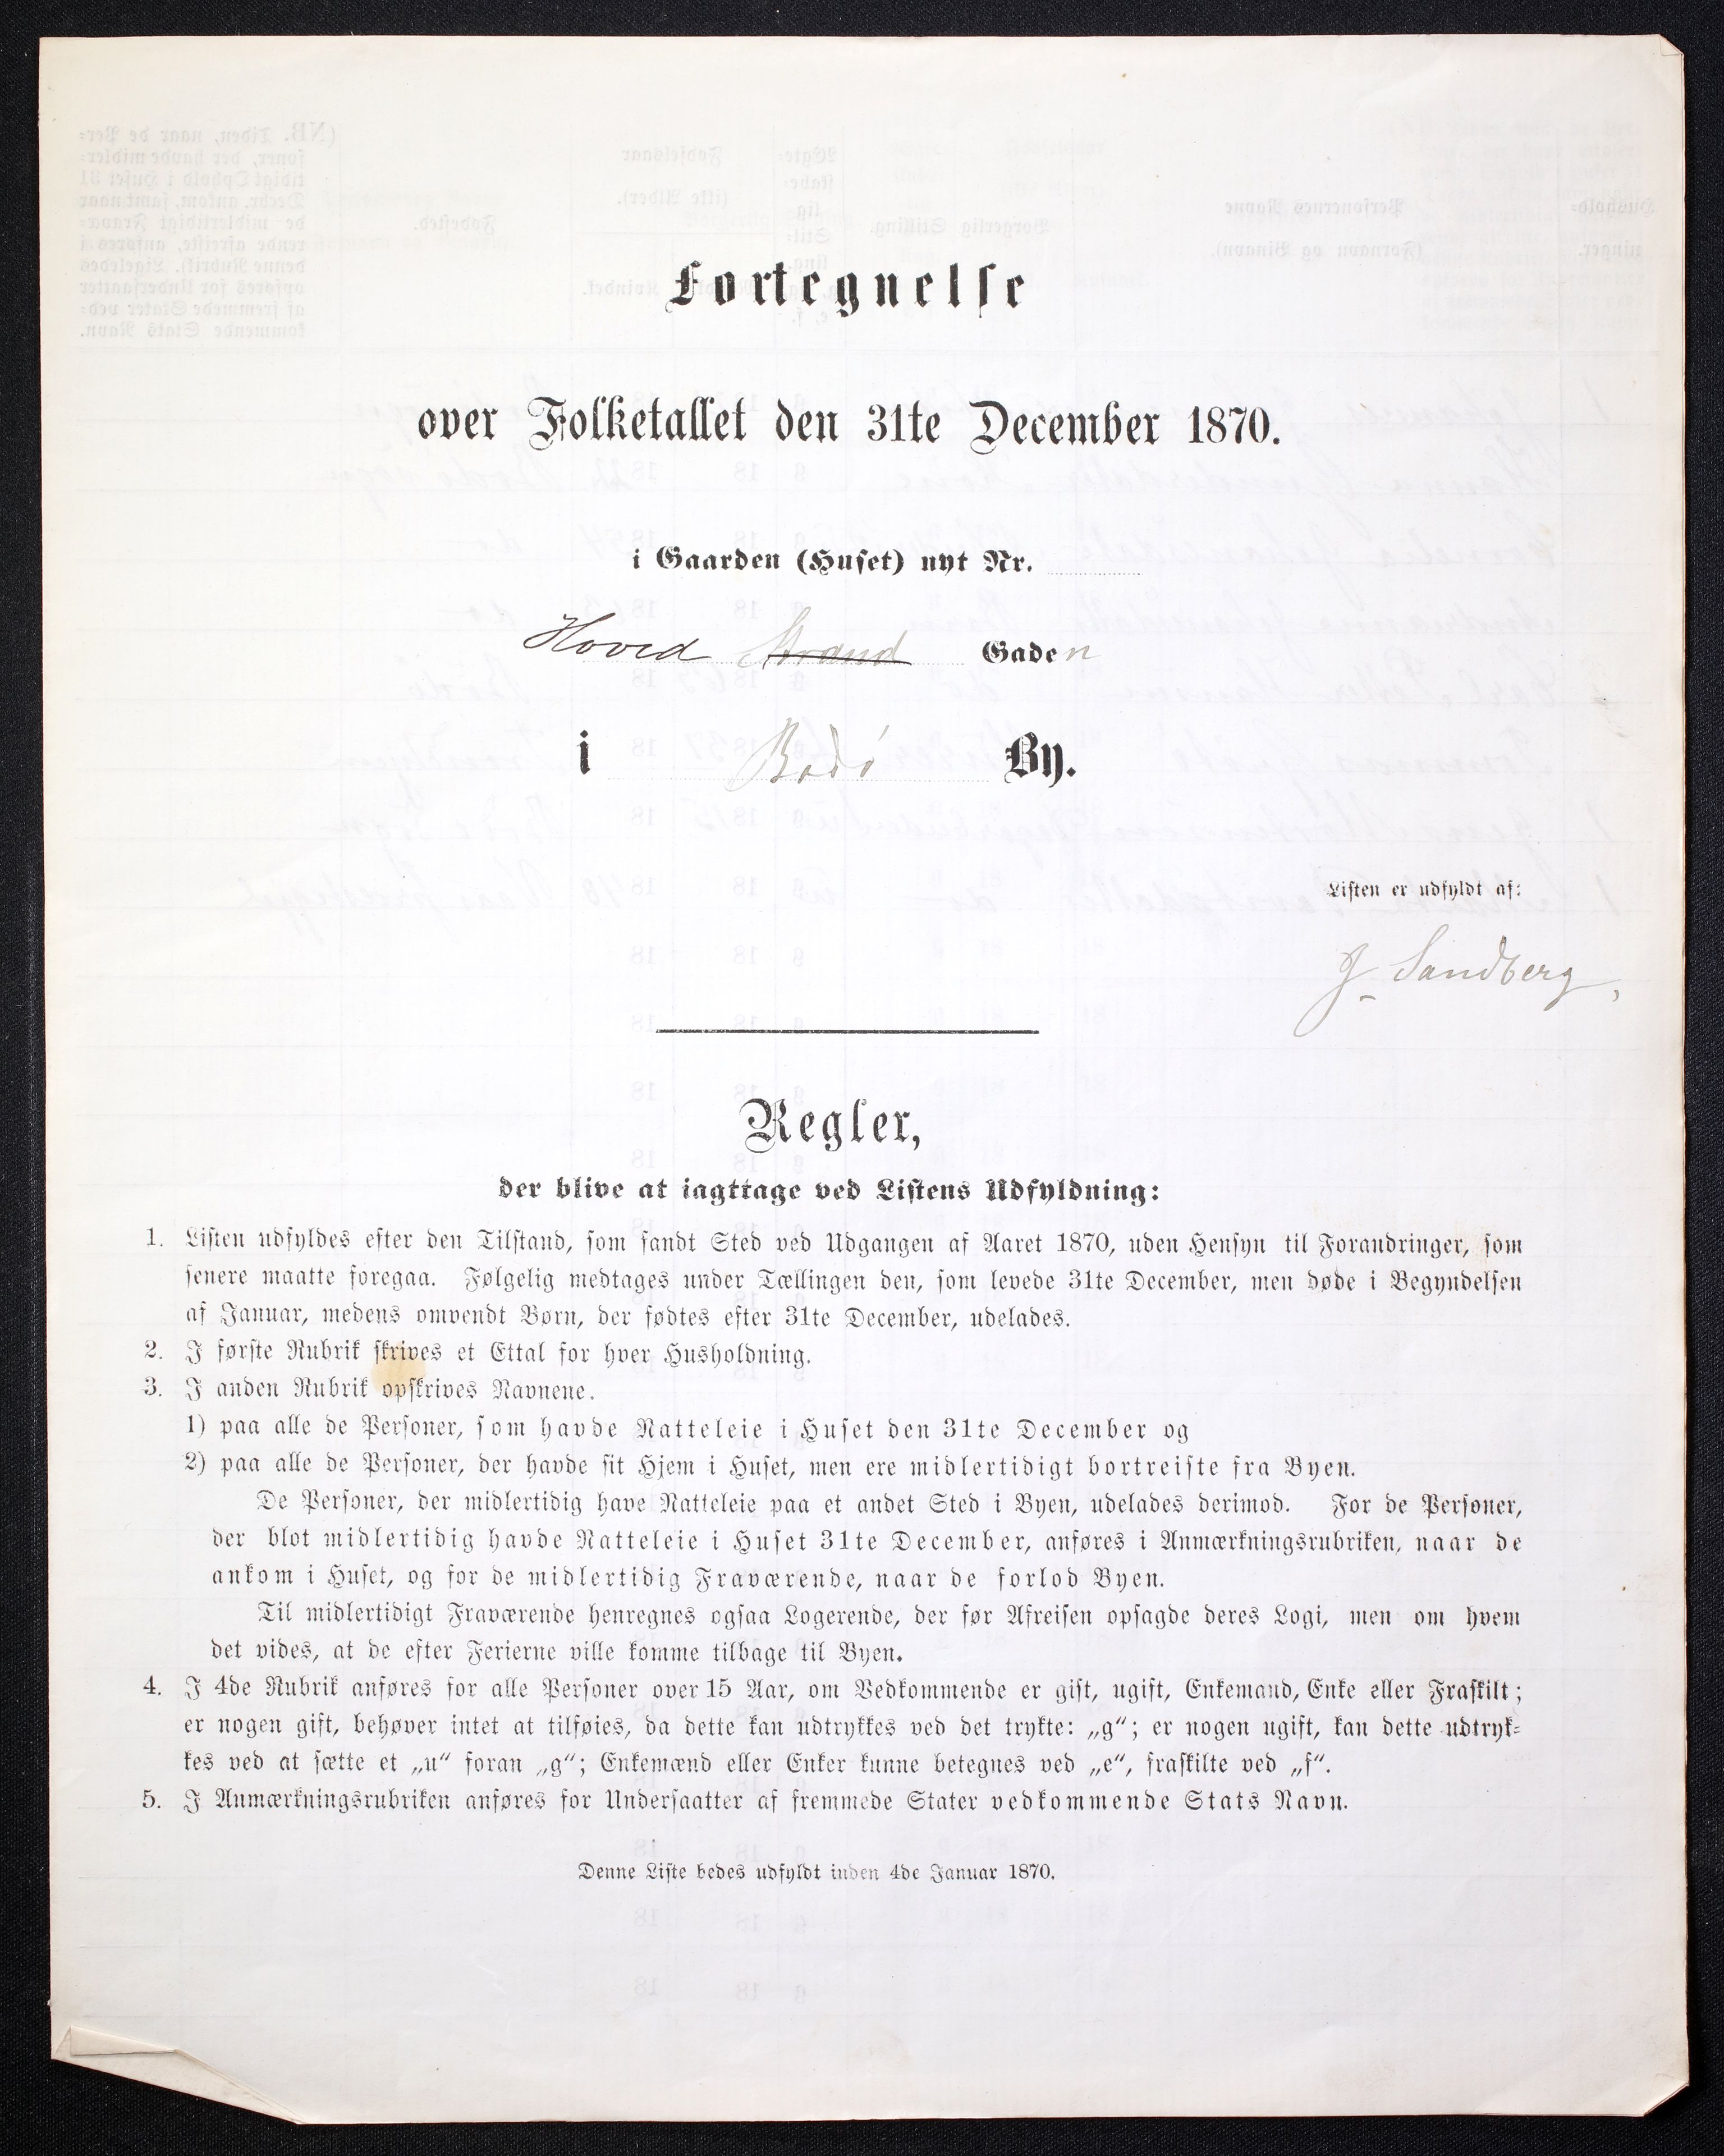 Fortegnelse
over Folketallet den 31te December 1870.
i Gaarden (Huset) nyt Nr.
Hoved Strand Gaden
i Bodø By.
Listen er udfyldt af:
J. Sandberg,
Regler,
der blive at iagttage ved Listens Udfyldning:
1. Listen udfyldes efter den Tilstand, som fandt Sted ved Udgangen af Aaret 1870, uden Hensyn til Forandringer, som
senere maatte foregaa. Følgelig medtages under Tællingen den, som levede 31te December, men døde i Begyndelsen
af Januar, medens omvendt Børn, der fødtes efter 31te December, udelades.
2. I første Rubrik skrives et Ettal for hver Husholdning.
3. I anden Rubrik opskrives Navnene.
1) paa alle de Personer, som havde Natteleie i Huset den 31te December og
2) paa alle de Personer, der havde sit Hjem i Huset, men ere midlertidigt bortreiste fra Byen.
De Personer, der midlertidig have Natteleie paa et andet Sted i Byen, udelades derimod. For de Personer,
der blot midlertidig havde Natteleie i Huset 31te December, anføres i Anmærkningsrubriken, naar de
ankom i Huset, og for de midlertidig Fraværende, naar de forlod Byen.
Til midlertidigt Fraværende henregnes ogsaa Logerende, der før Afreisen opsagde deres Logi, men om hvem
det vides, at de efter Ferierne ville komme tilbage til Byen.
4. I 4de Rubrik anføres for alle Personer over 15 Aar, om Vedkommende er gift, ugift, Enkemand, Enke eller Fraskilt;
er nogen gift, behøver intet at tilføies, da dette kan udtrykkes ved det trykte: „g“; er nogen ugift, kan dette udtryk-
kes ved at sætte et „u“ foran „g“; Enkemænd eller Enker kunne betegnes ved „e“, fraskilte ved „f“.
5. I Anmærkningsrubriken anføres for Undersaatter af fremmede Stater vedkommende Stats Navn.
Denne Liste bedes udfyldt inden 4de Januar 1870.